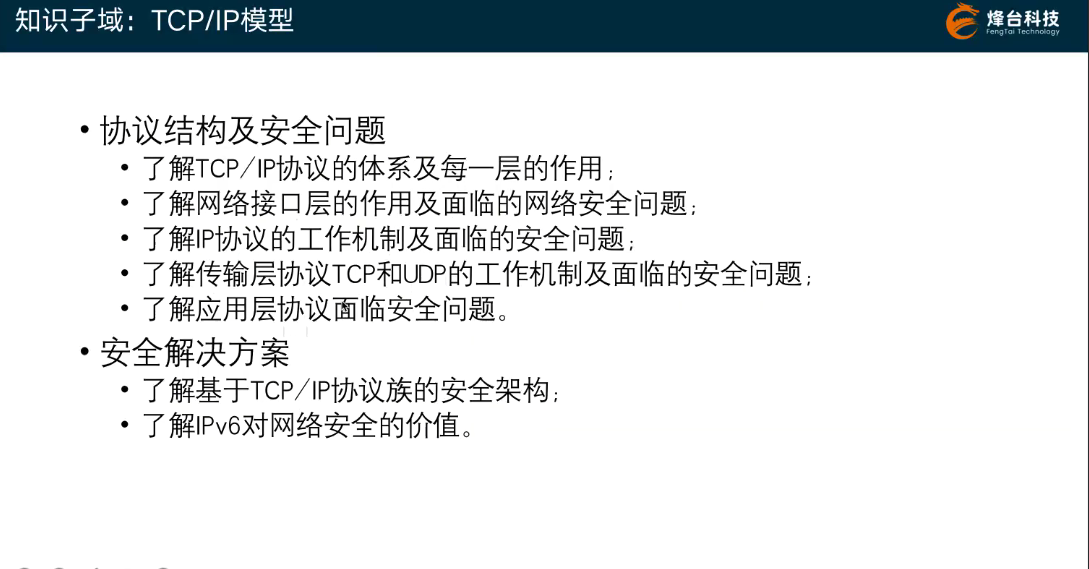 知识子域：TCP/IP模型
烽台科技
FengTai Technology
• 协议结构及安全问题
• 了解TCP/IP协议的体系及每一层的作用；
• 了解网络接口层的作用及面临的网络安全问题；
• 了解IP协议的工作机制及面临的安全问题；
• 了解传输层协议TCP和UDP的工作机制及面临的安全问题；
• 了解应用层协议面临安全问题。
• 安全解决方案
• 了解基于TCP/IP协议族的安全架构；
• 了解IPv6对网络安全的价值。